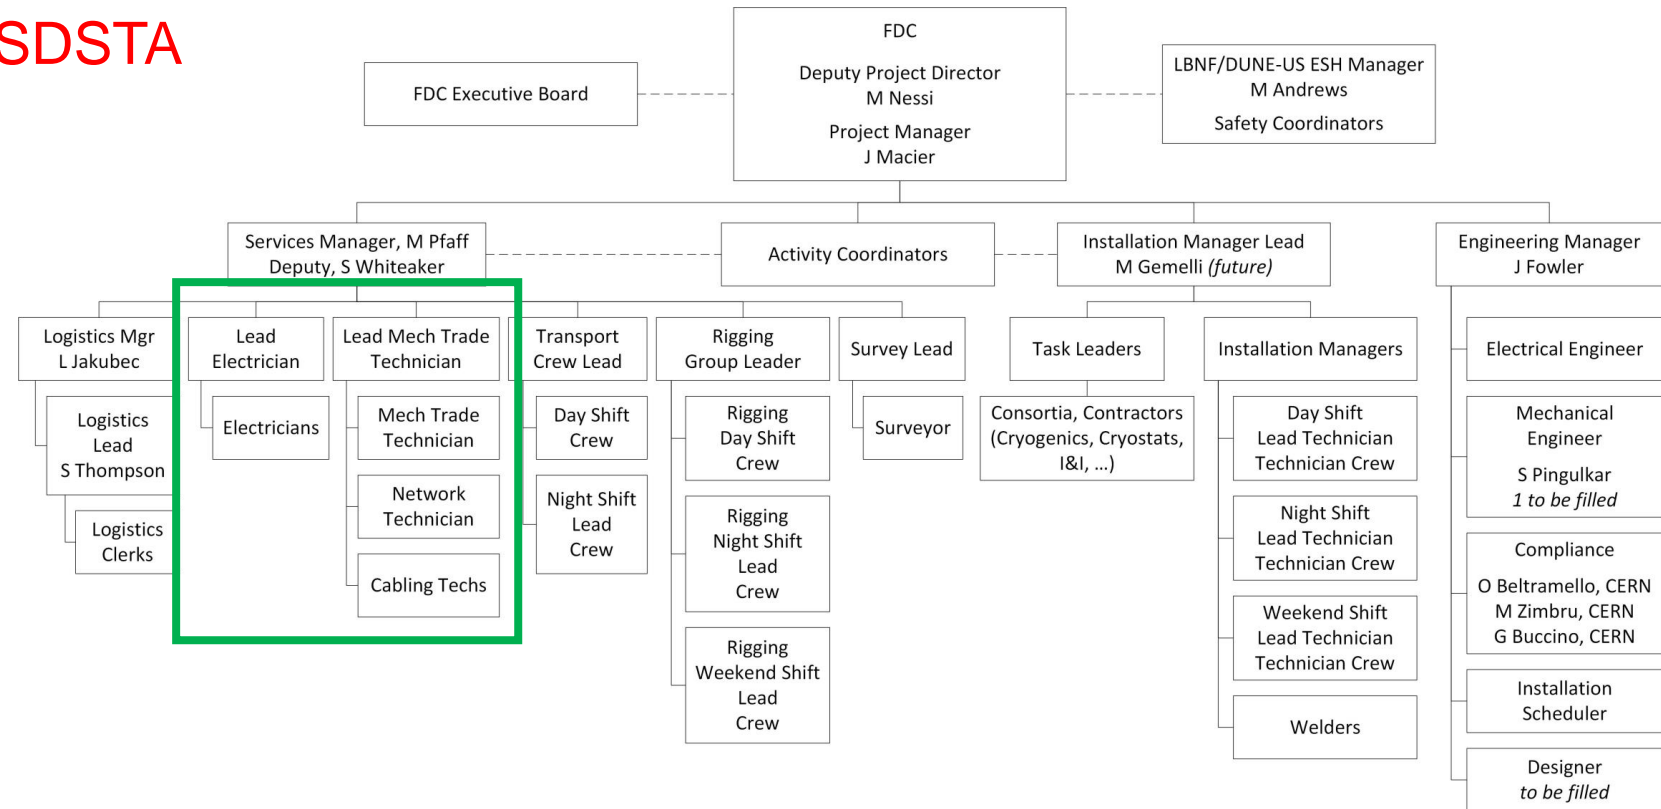 SDSTA
FDC
Deputy Project Director
M Nessi
Project Manager
J Macier
FDC Executive Board
LBNF/DUNE-US ESH Manager
M Andrews
Safety Coordinators
Services Manager, M Pfaff
Deputy, S Whiteaker
Activity Coordinators
Installation Manager Lead
M Gemelli (future)
Engineering Manager
J Fowler
Logistics Mgr
L Jakubec
Logistics
Lead
S Thompson
Logistics
Clerks
Lead
Electrician
Electricians
Lead Mech Trade
Technician
Mech Trade
Technician
Network
Technician
Cabling Techs
Transport
Crew Lead
Day Shift
Crew
Night Shift
Lead
Crew
Rigging
Group Leader
Rigging
Day Shift
Crew
Rigging
Night Shift
Lead
Crew
Rigging
Weekend Shift
Lead
Crew
Survey Lead
Surveyor
Task Leaders
Consortia, Contractors
(Cryogenics, Cryostats,
I&I, …)
Installation Managers
Day Shift
Lead Technician
Technician Crew
Night Shift
Lead Technician
Technician Crew
Weekend Shift
Lead Technician
Technician Crew
Welders
Electrical Engineer
Mechanical
Engineer
S Pingulkar
1 to be filled
Compliance
O Beltramello, CERN
M Zimbru, CERN
G Buccino, CERN
Installation
Scheduler
Designer
to be filled